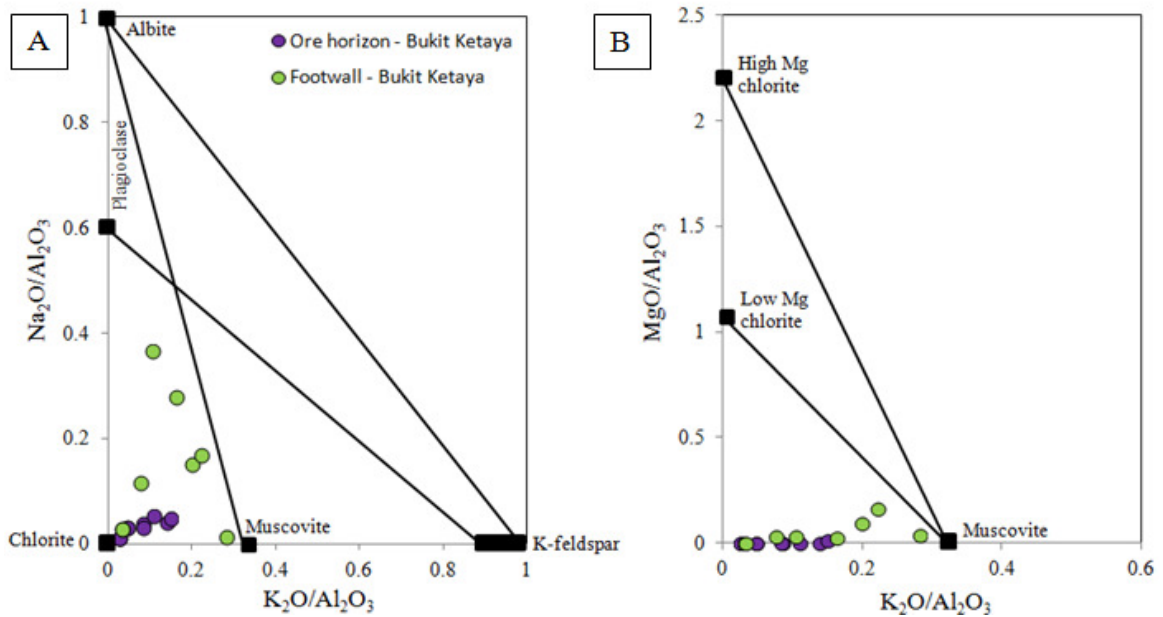 A
1
Albite
Ore horizon - Bukit Ketaya
Footwall - Bukit Ketaya
0.8
Plagioclase
0.6
Na₂O/Al₂O₃
0.4
0.2
Chlorite
0
Muscovite
K-feldspar
0 0.2 0.4 0.6 0.8 1
K₂O/Al₂O₃
B
2.5
High Mg
chlorite
2
1.5
MgO/Al₂O₃
Low Mg
chlorite
1
0.5
Muscovite
0
0 0.2 0.4 0.6
K₂O/Al₂O₃